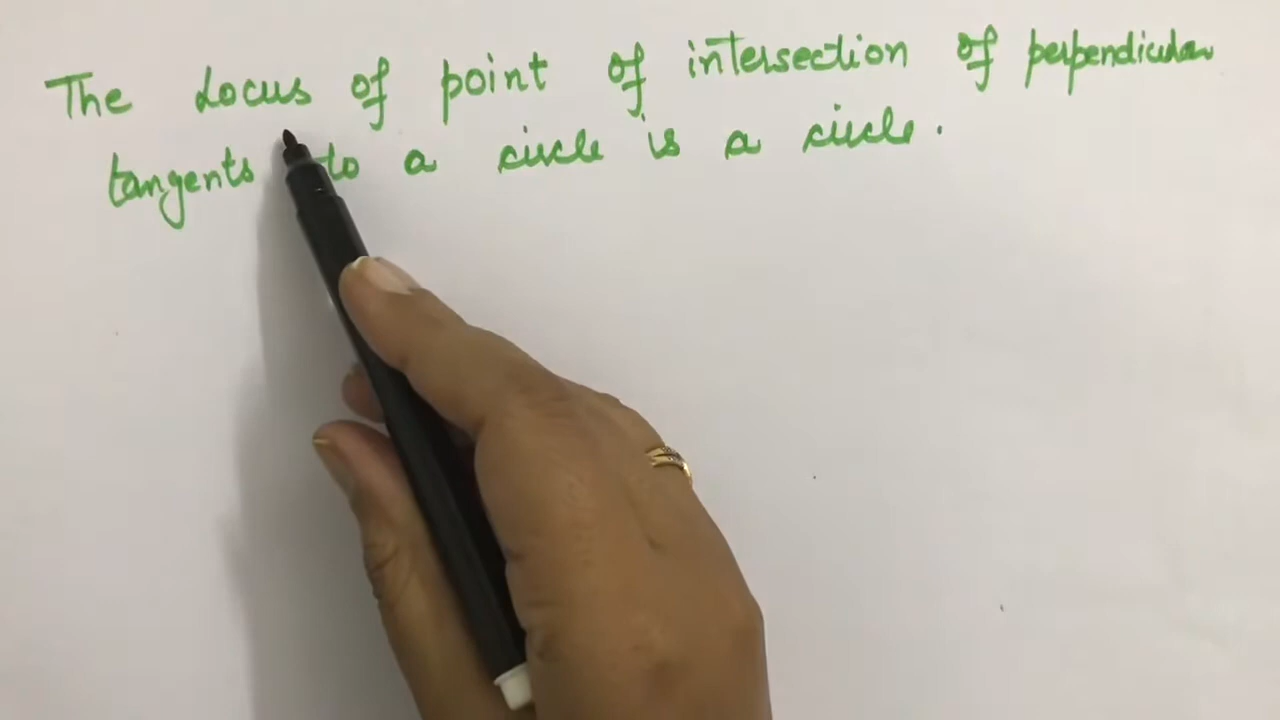 The Locus of point of intersection of perpendicular
tangents to a circle is a circle.